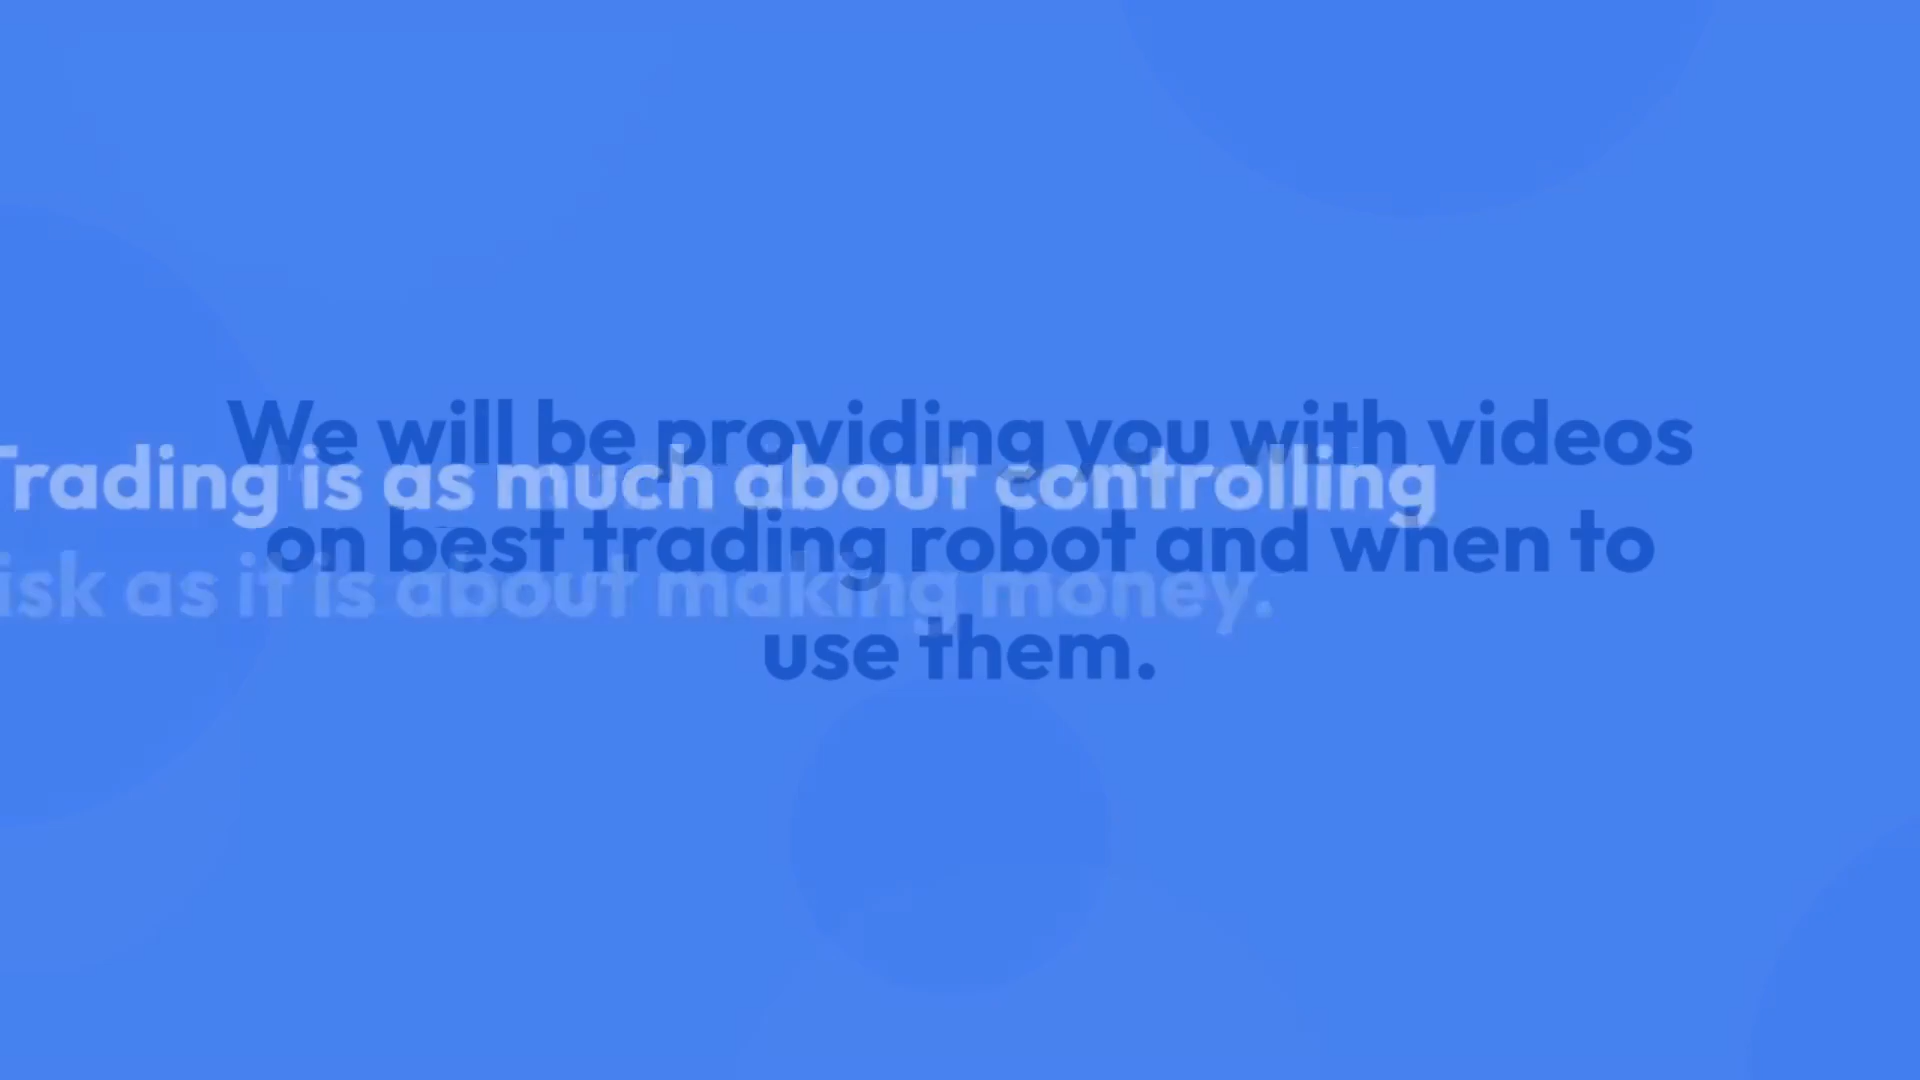 We will be providing you with videos
on best trading robot and when to
use them.
Trading is as much about controlling
isk as it is about making money.